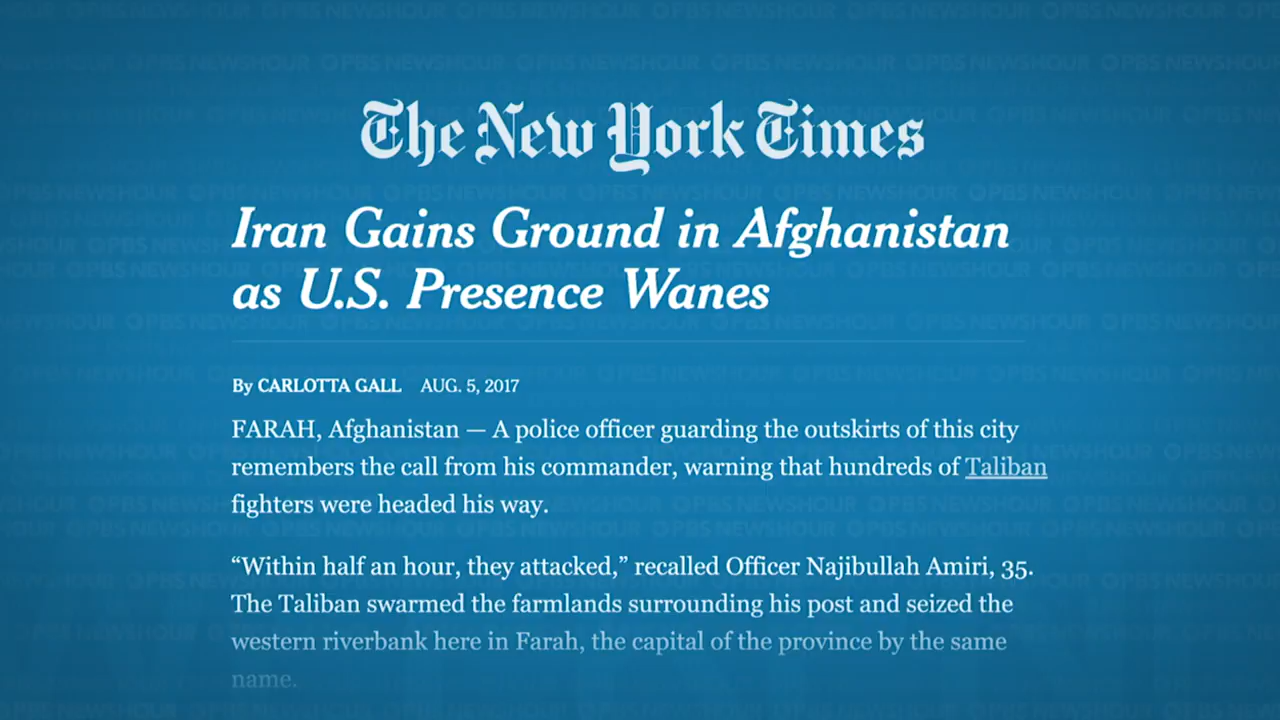 The New York Times
Iran Gains Ground in Afghanistan
as U.S. Presence Wanes
By CARLOTTA GALL AUG. 5, 2017
FARAH, Afghanistan — A police officer guarding the outskirts of this city
remembers the call from his commander, warning that hundreds of Taliban
fighters were headed his way.
“Within half an hour, they attacked,” recalled Officer Najibullah Amiri, 35.
The Taliban swarmed the farmlands surrounding his post and seized the
western riverbank here in Farah, the capital of the province by the same
name.